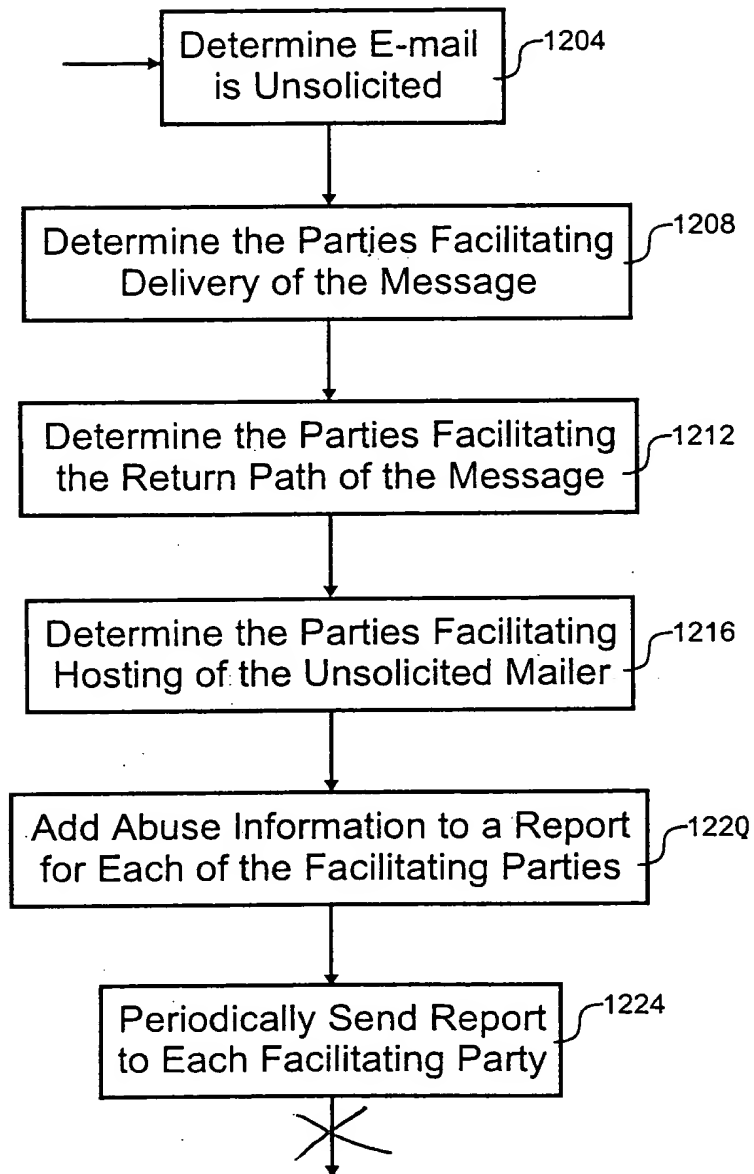 Determine E-mail
is Unsolicited
1204
Determine the Parties Facilitating
Delivery of the Message
1208
Determine the Parties Facilitating
the Return Path of the Message
1212
Determine the Parties Facilitating
Hosting of the Unsolicited Mailer
1216
Add Abuse Information to a Report
for Each of the Facilitating Parties
1220
Periodically Send Report
to Each Facilitating Party
1224